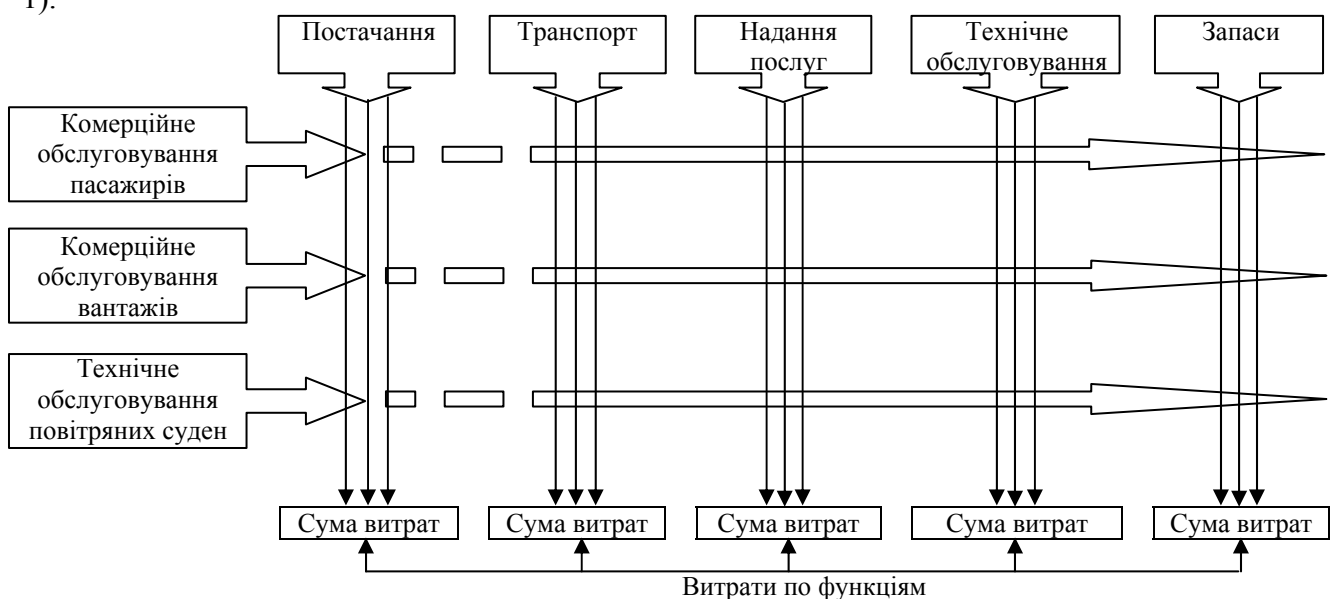 1).
Постачання
Транспорт
Надання
послуг
Технічне
обслуговування
Запаси
Комерційне
обслуговування
пасажирів
Комерційне
обслуговування
вантажів
Технічне
обслуговування
повітряних суден
Сума витрат
Сума витрат
Сума витрат
Сума витрат
Сума витрат
Витрати по функціям